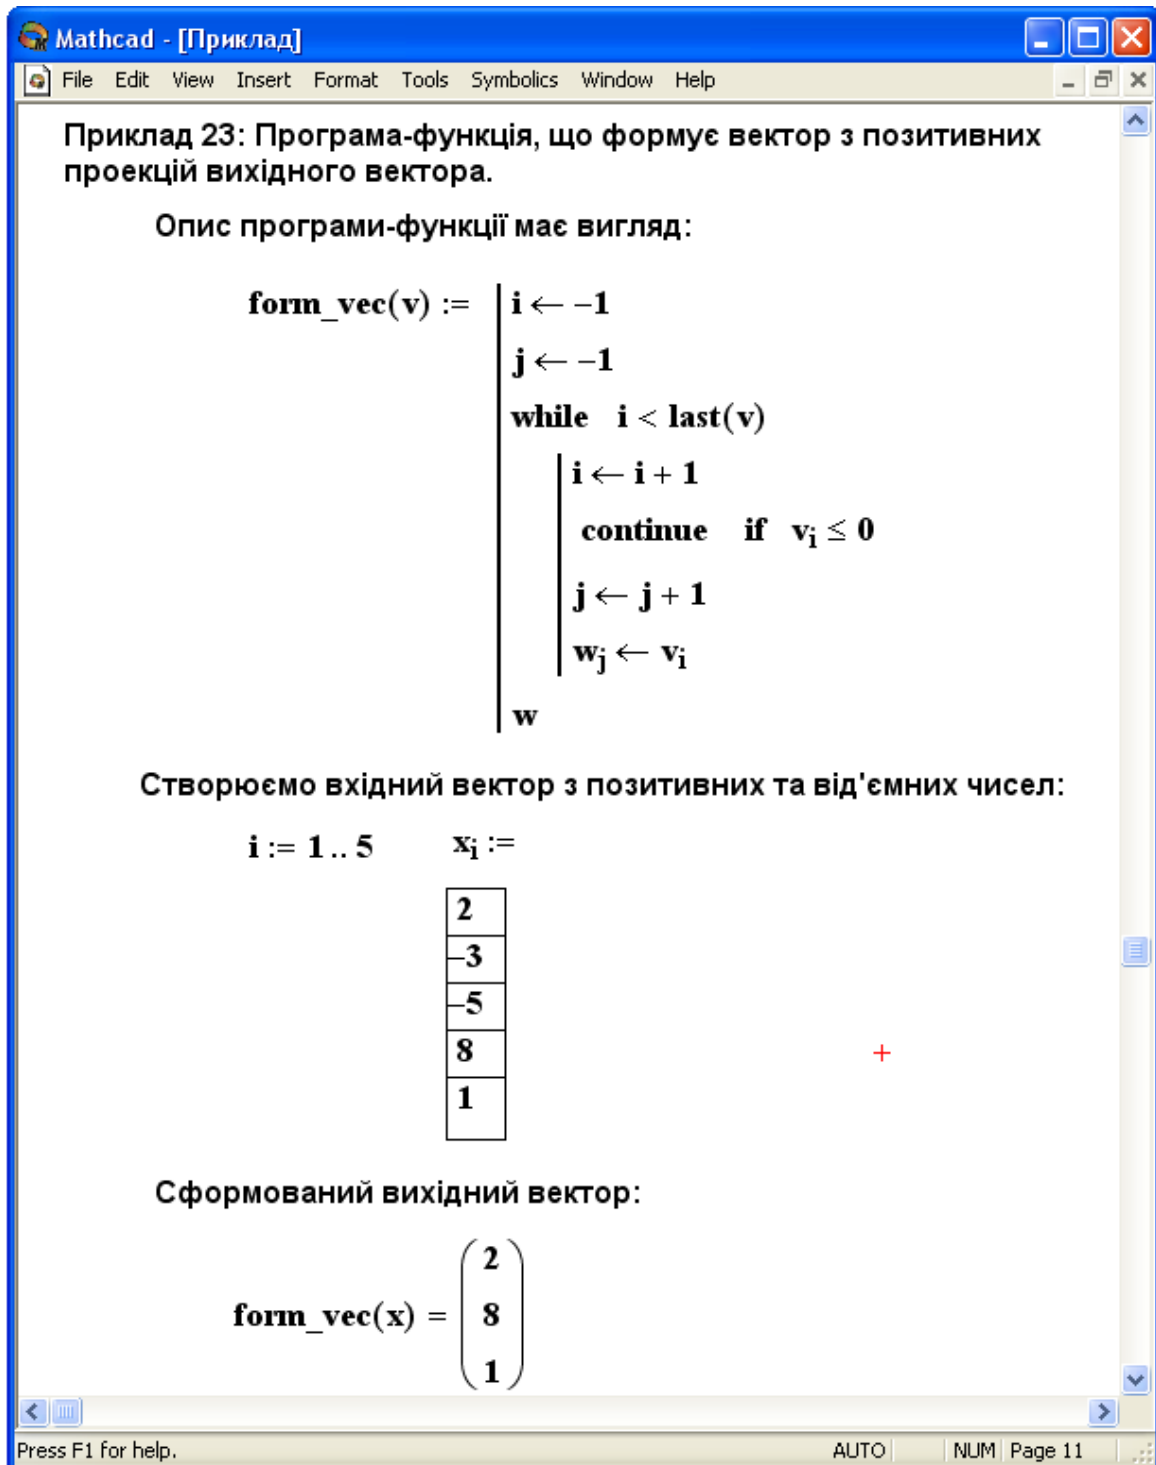 Mathcad - [Приклад]
File Edit View Insert Format Tools Symbolics Window Help
Приклад 23: Програма-функція, що формує вектор з позитивних
проекцій вихідного вектора.
Опис програми-функції має вигляд:
form_vec(v) := i ← −1
j ← −1
while i < last(v)
i ← i + 1
continue if v_i ≤ 0
j ← j + 1
w_j ← v_i
w
Створюємо вхідний вектор з позитивних та від'ємних чисел:
i := 1 .. 5 x_i :=
2
−3
−5
8
1
Сформований вихідний вектор:
form_vec(x) = ( 2
8
1 )
Press F1 for help. AUTO NUM Page 11